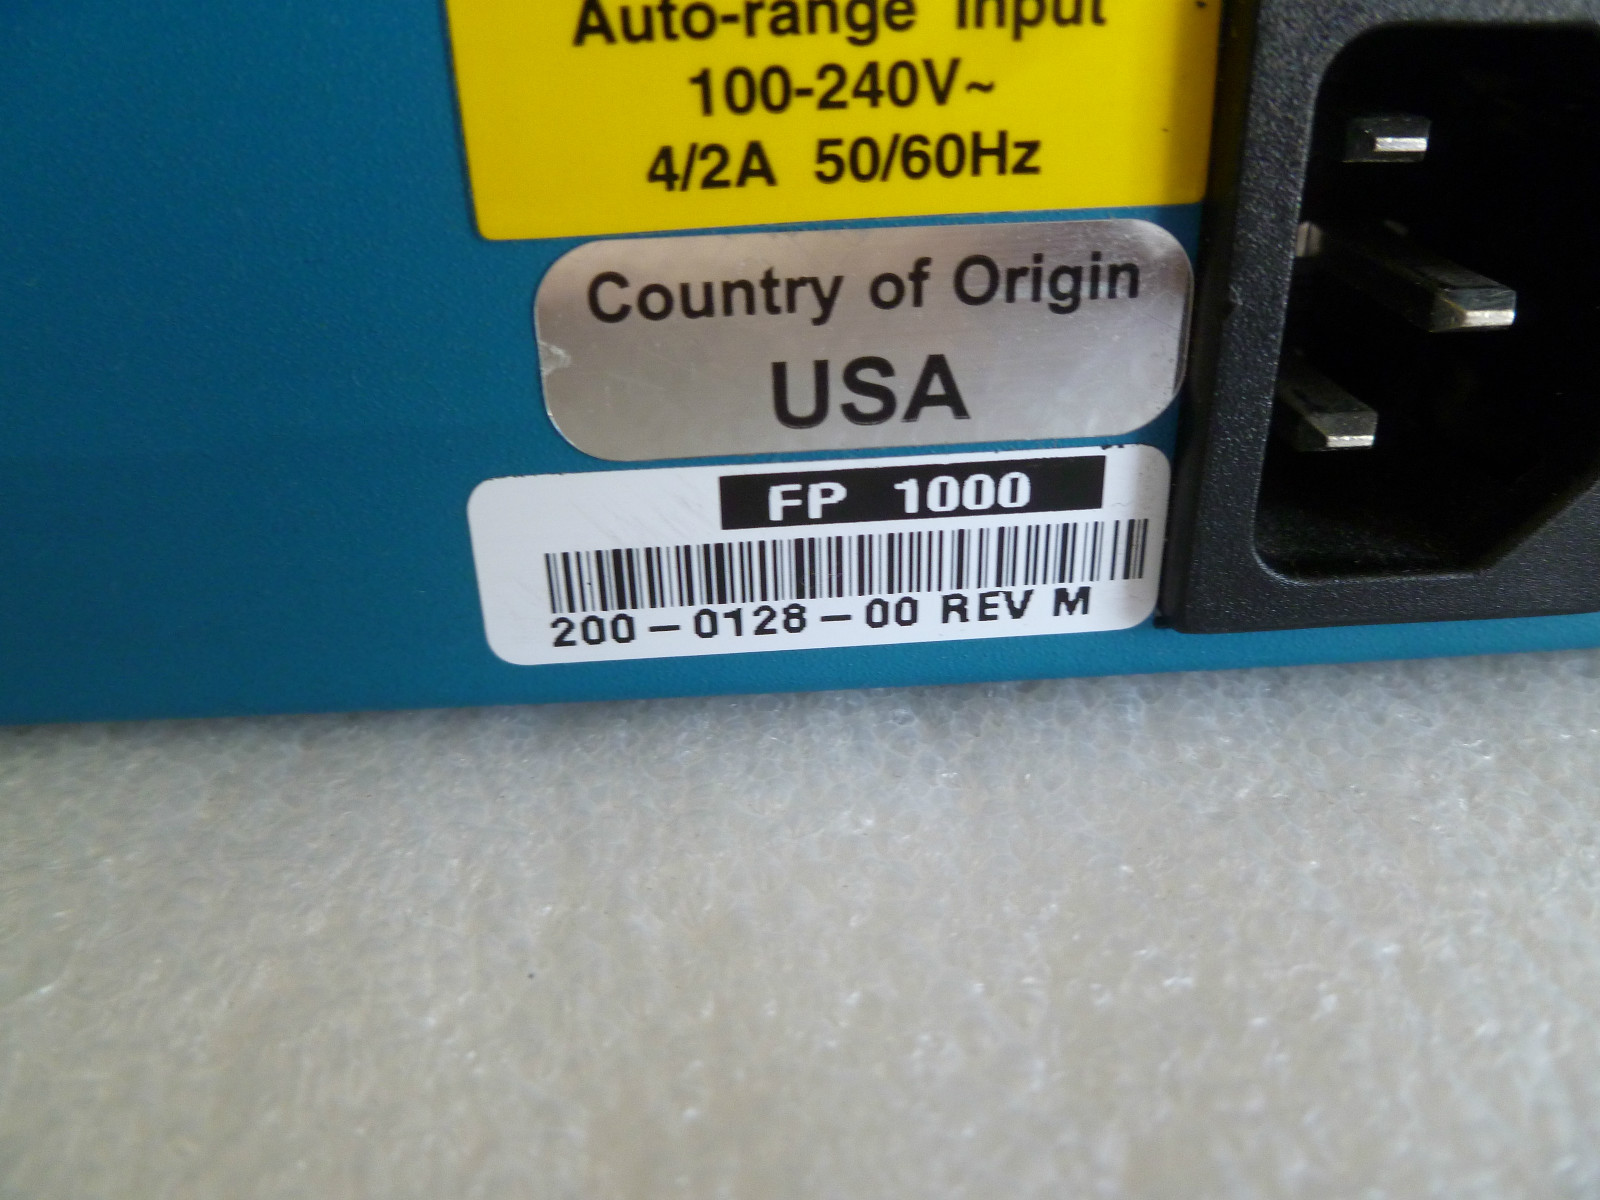 Auto-range Input
100-240V~
4/2A 50/60Hz
Country of Origin
USA
FP 1000
200-0128-00 REV M